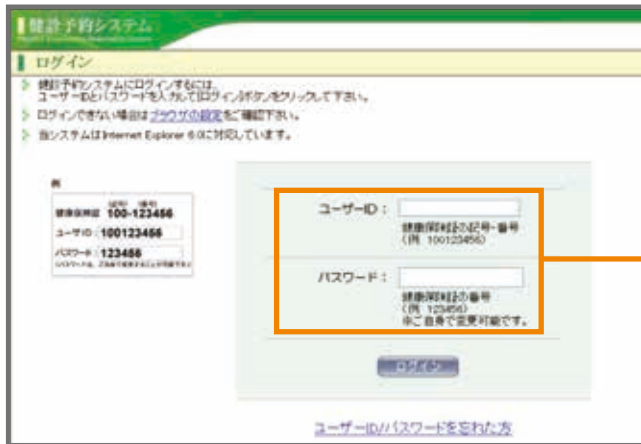 健診予約システム
ログイン
健診予約システムにログインするには、
ユーザーIDとパスワードを入力して[ログイン]ボタンをクリックして下さい。
ログインできない場合はブラウザの設定をご確認下さい。
当システムはInternet Explorer 6.0に対応しています。
例
記号 番号
健康保険証 100-123456
ユーザID 100123456
パスワード 123456
ユーザーID：
健康保険証の記号・番号
（例 100123456）
パスワード：
健康保険証の番号
（例 123456）
※ご自身で変更可能です。
ログイン
ユーザーID/パスワードを忘れた方